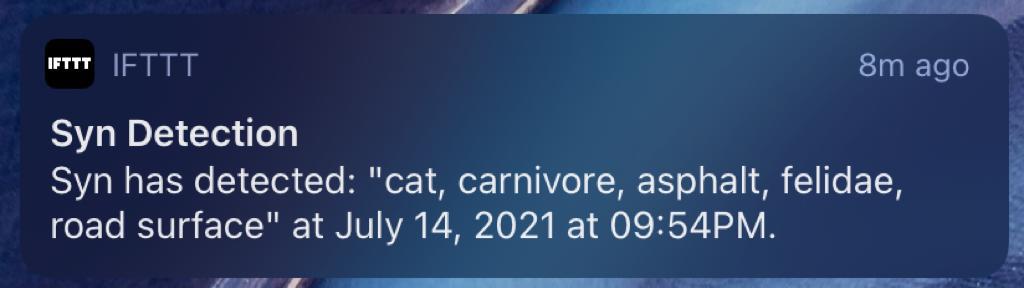 IFTTT IFTTT 8m ago
Syn Detection
Syn has detected: "cat, carnivore, asphalt, felidae,
road surface" at July 14, 2021 at 09:54PM.